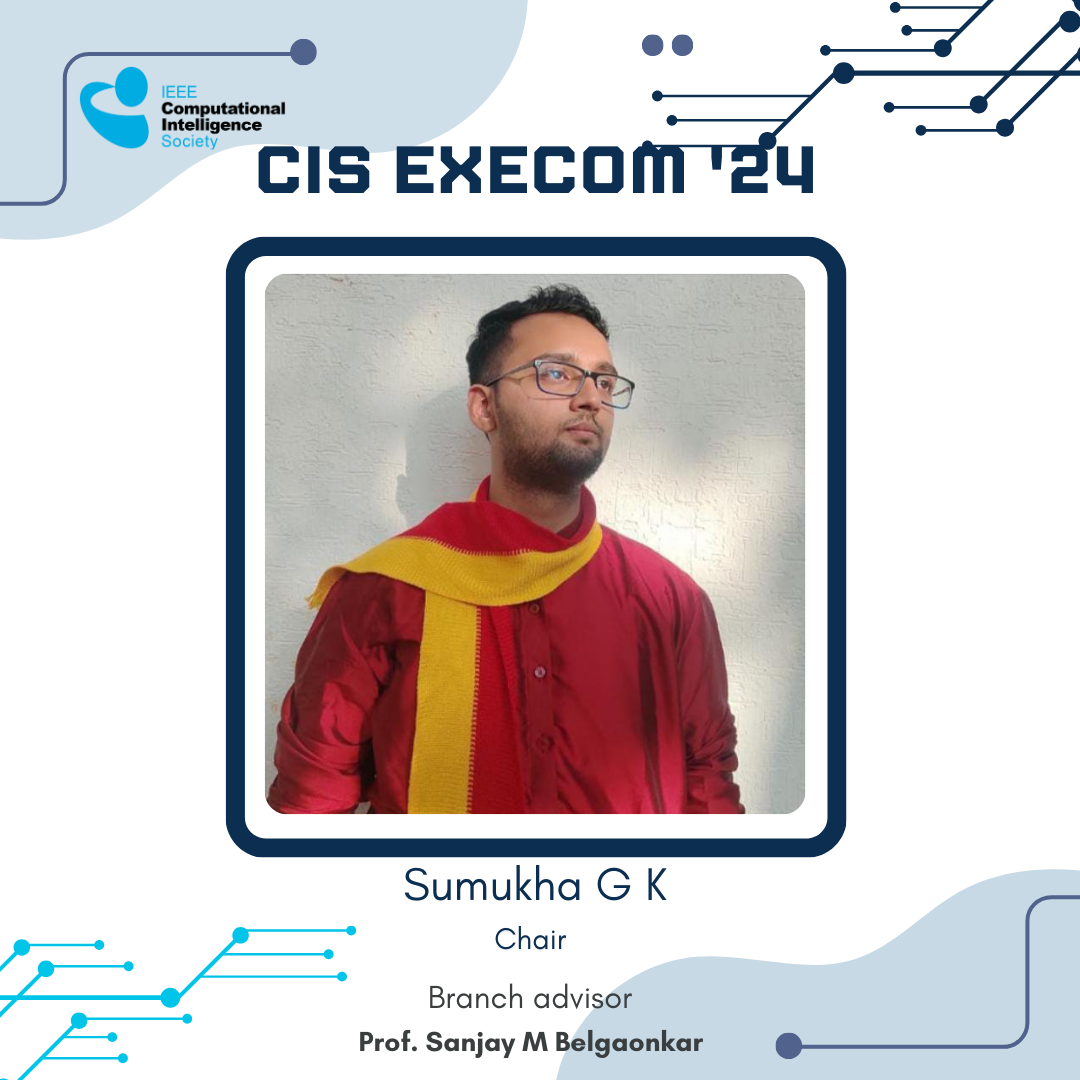 IEEE
Computational
Intelligence
Society
CIS EXECOM '24
Sumukha G K
Chair
Branch advisor
Prof. Sanjay M Belgaonkar